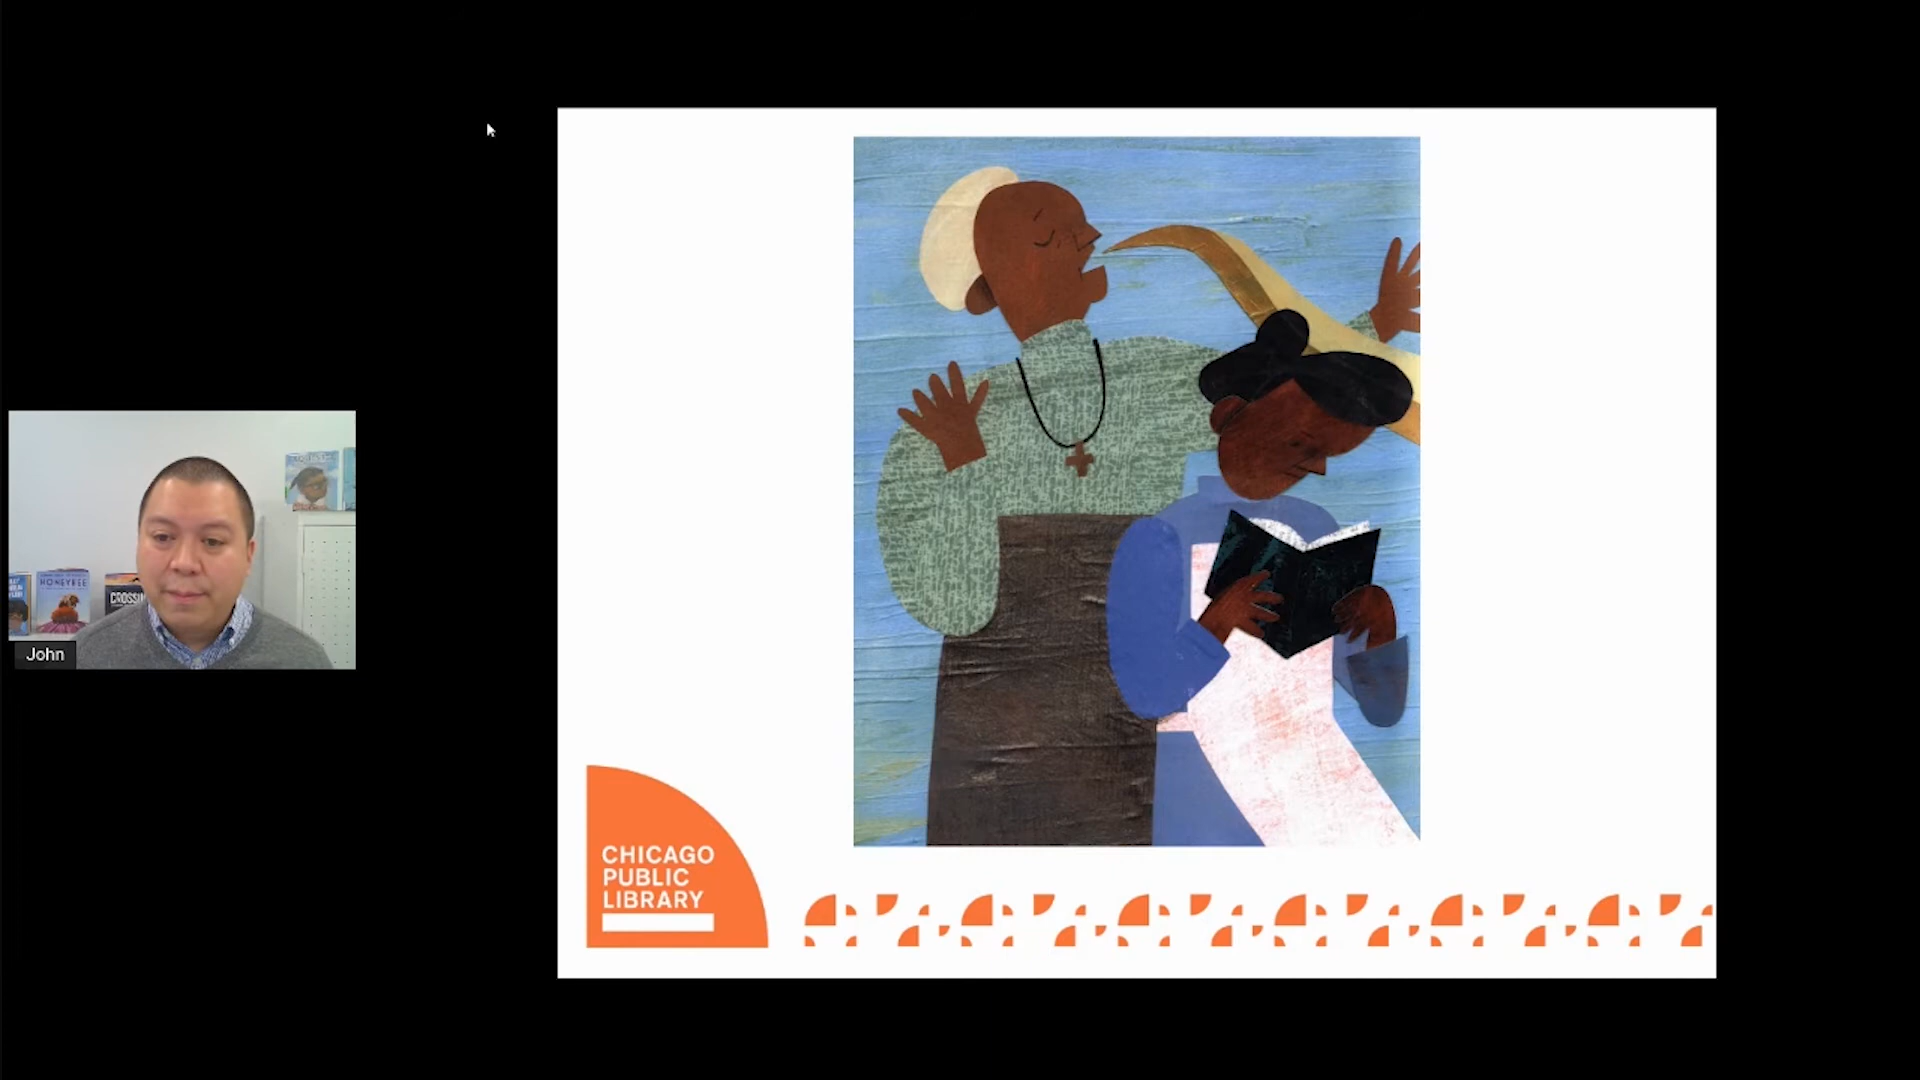 HONEYBEE
CROSSIN
John
CHICAGO
PUBLIC
LIBRARY